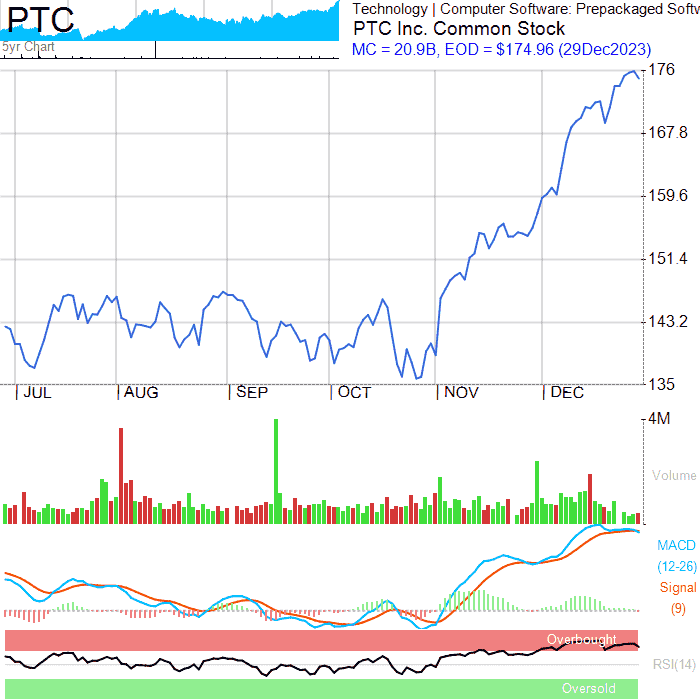 PTC
5yr Chart
Technology | Computer Software: Prepackaged Softw
PTC Inc. Common Stock
MC = 20.9B, EOD = $174.96 (29Dec2023)
176
167.8
159.6
151.4
143.2
135
JUL AUG SEP OCT NOV DEC
4M
Volume
MACD
(12-26)
Signal
(9)
Overbought
RSI(14)
Oversold